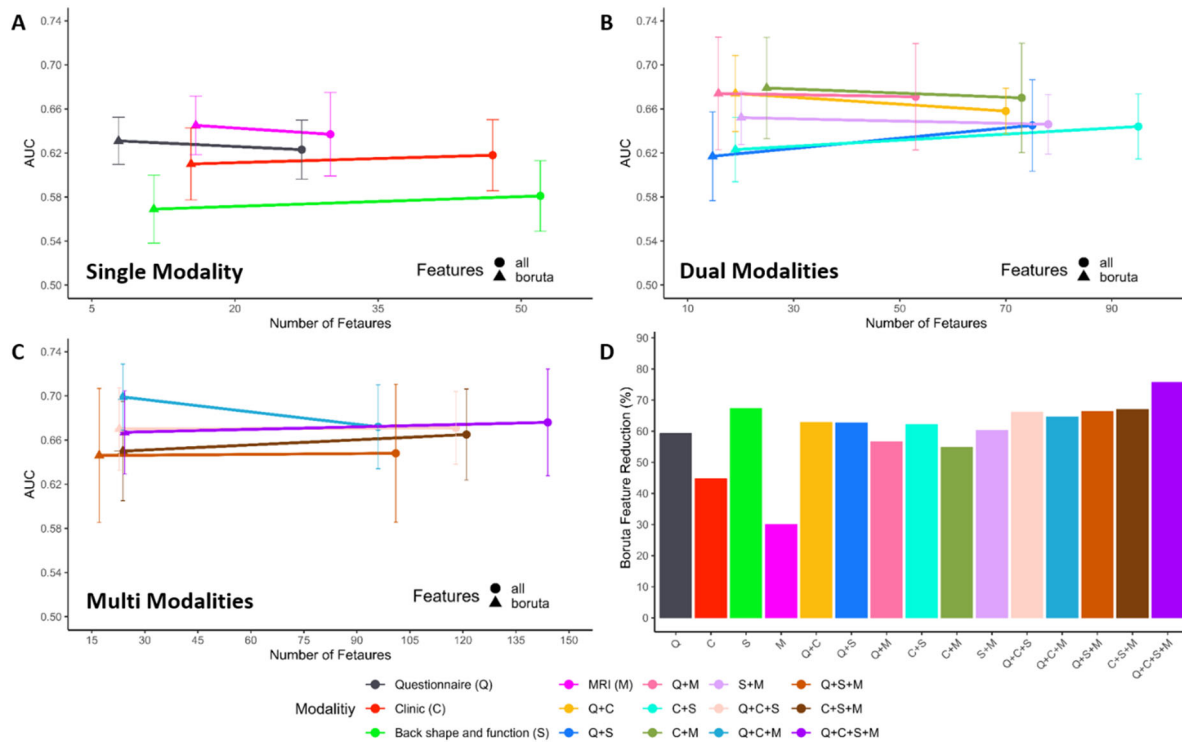 A
0.74
0.70
0.66
0.62
0.58
0.54
0.50
AUC
Single Modality
Features
all
boruta
5
20
35
50
Number of Fetaures
B
0.74
0.70
0.66
0.62
0.58
0.54
0.50
AUC
Dual Modalities
Features
all
boruta
10
30
50
70
90
Number of Fetaures
C
0.74
0.70
0.66
0.62
0.58
0.54
0.50
AUC
Multi Modalities
Features
all
boruta
15
30
45
60
75
90
105
120
135
150
Number of Fetaures
D
90
80
70
60
50
40
30
20
10
0
Boruta Feature Reduction (%)
Q
C
S
M
Q+C
Q+S
Q+M
C+S
C+M
S+M
Q+C+S
Q+C+M
Q+S+M
C+S+M
Q+C+S+M
Modalitiy
Questionnaire (Q)
MRI (M)
Q+M
S+M
Q+S+M
Clinic (C)
Q+C
C+S
Q+C+S
C+S+M
Back shape and function (S)
Q+S
C+M
Q+C+M
Q+C+S+M